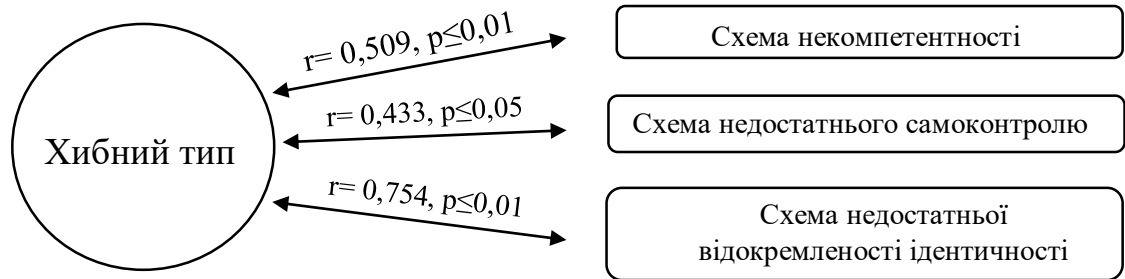 Хибний тип
r= 0,509, p≤0,01
Схема некомпетентності
r= 0,433, p≤0,05
Схема недостатнього самоконтролю
r= 0,754, p≤0,01
Схема недостатньої
відокремленості ідентичності